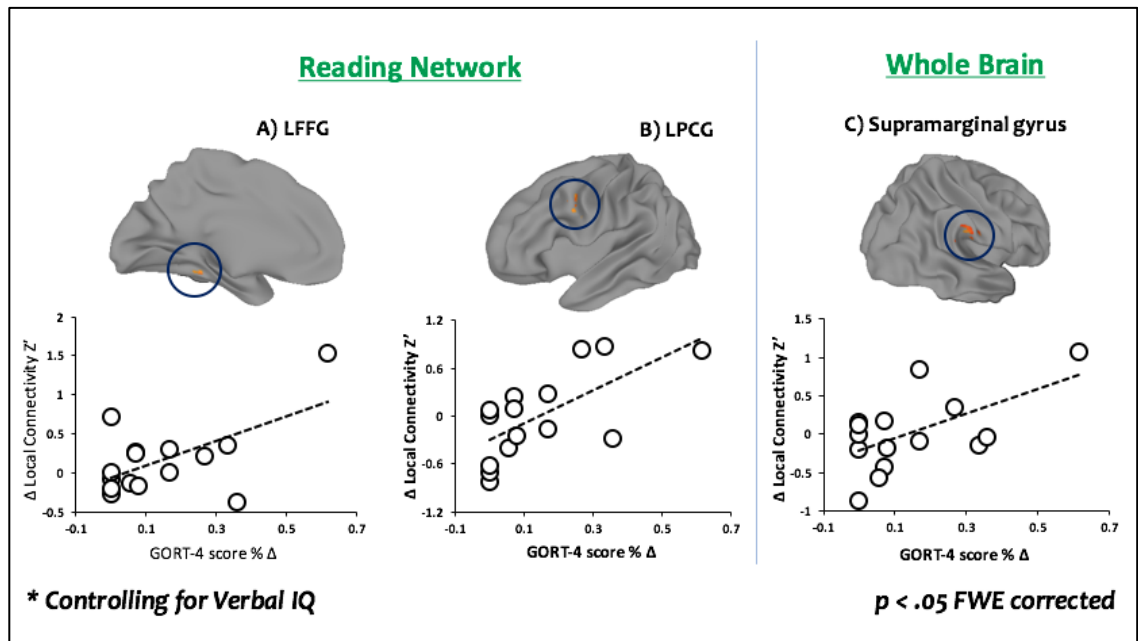 Reading Network
Whole Brain
A) LFFG
B) LPCG
C) Supramarginal gyrus
Δ Local Connectivity Z'
2
1.5
1
0.5
0
-0.5
-0.1
0.1
0.3
0.5
0.7
GORT-4 score % Δ
Δ Local Connectivity Z'
1.2
0.6
0
-0.6
-1.2
-0.1
0.1
0.3
0.5
0.7
GORT-4 score % Δ
Δ Local Connectivity Z'
1.5
1
0.5
0
-0.5
-1
-0.1
0.1
0.3
0.5
0.7
GORT-4 score % Δ
* Controlling for Verbal IQ
p < .05 FWE corrected